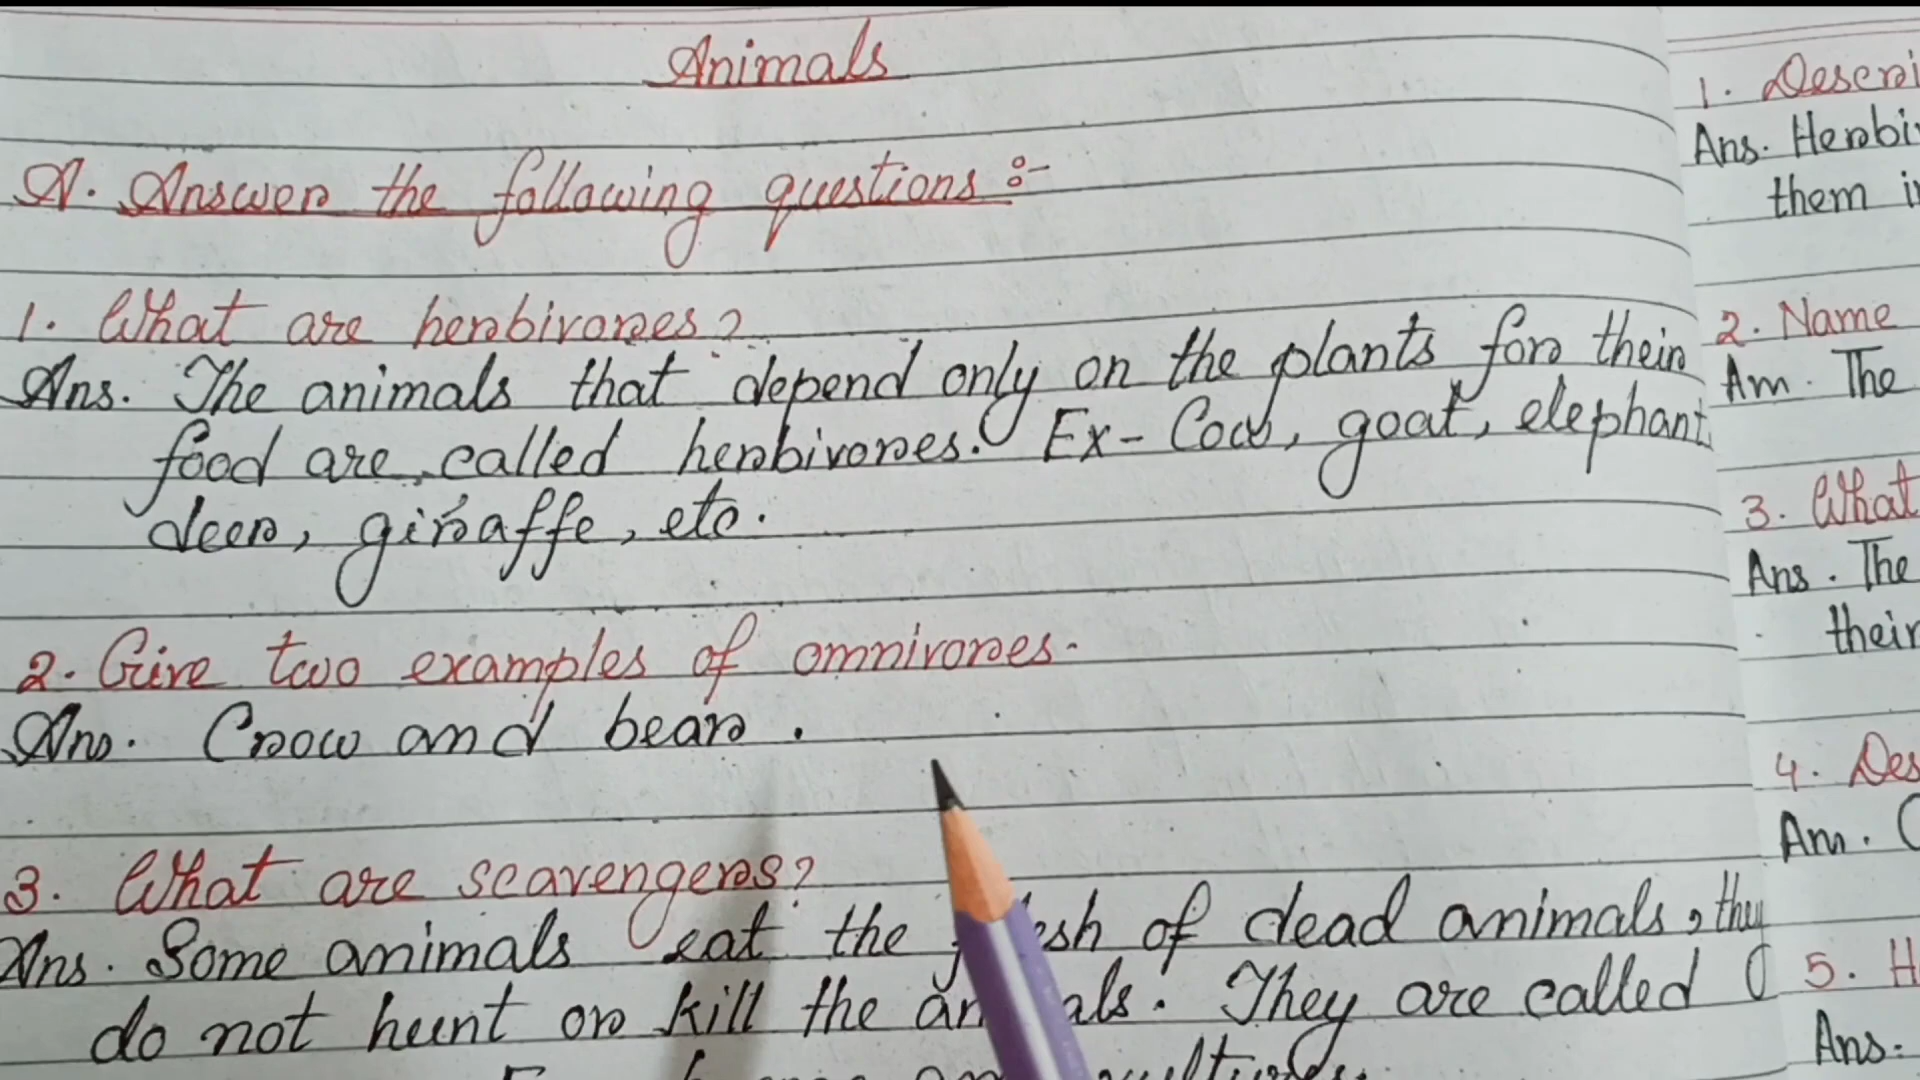 Animals
A. Answer the following questions :-
1. What are herbivores?
Ans. The animals that depend only on the plants for their
food are called herbivores. Ex- Cow, goat, elephant,
deer, giraffe, etc.
2. Give two examples of omnivores.
Ans. Crow and bear.
3. What are scavengers?
Ans. Some animals eat the flesh of dead animals, they
do not hunt or kill the animals. They are called
vultures.
1. Descri
Ans. Herbi
them i
2. Name
Ans. The
3. What
Ans. The
their
4. Des
Ans. C
5. H
Ans.